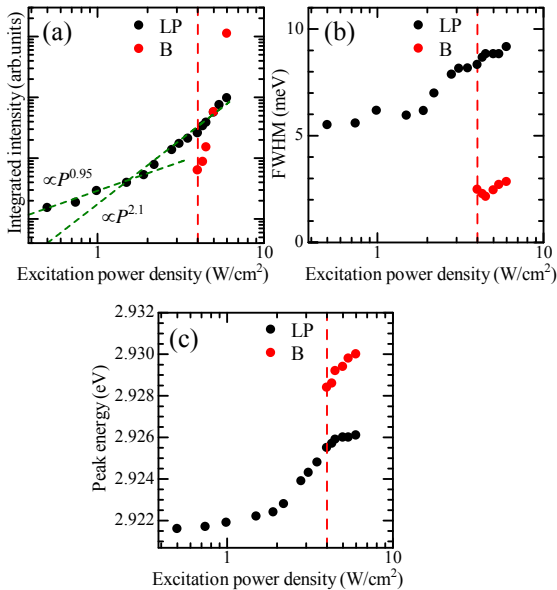 (a)
LP
B
∝P^0.95
∝P^2.1
Integrated intensity (arb.units)
1
10
Excitation power density (W/cm²)
(b)
LP
B
10
5
0
FWHM (meV)
1
10
Excitation power density (W/cm²)
(c)
LP
B
2.932
2.930
2.928
2.926
2.924
2.922
Peak energy (eV)
1
10
Excitation power density (W/cm²)